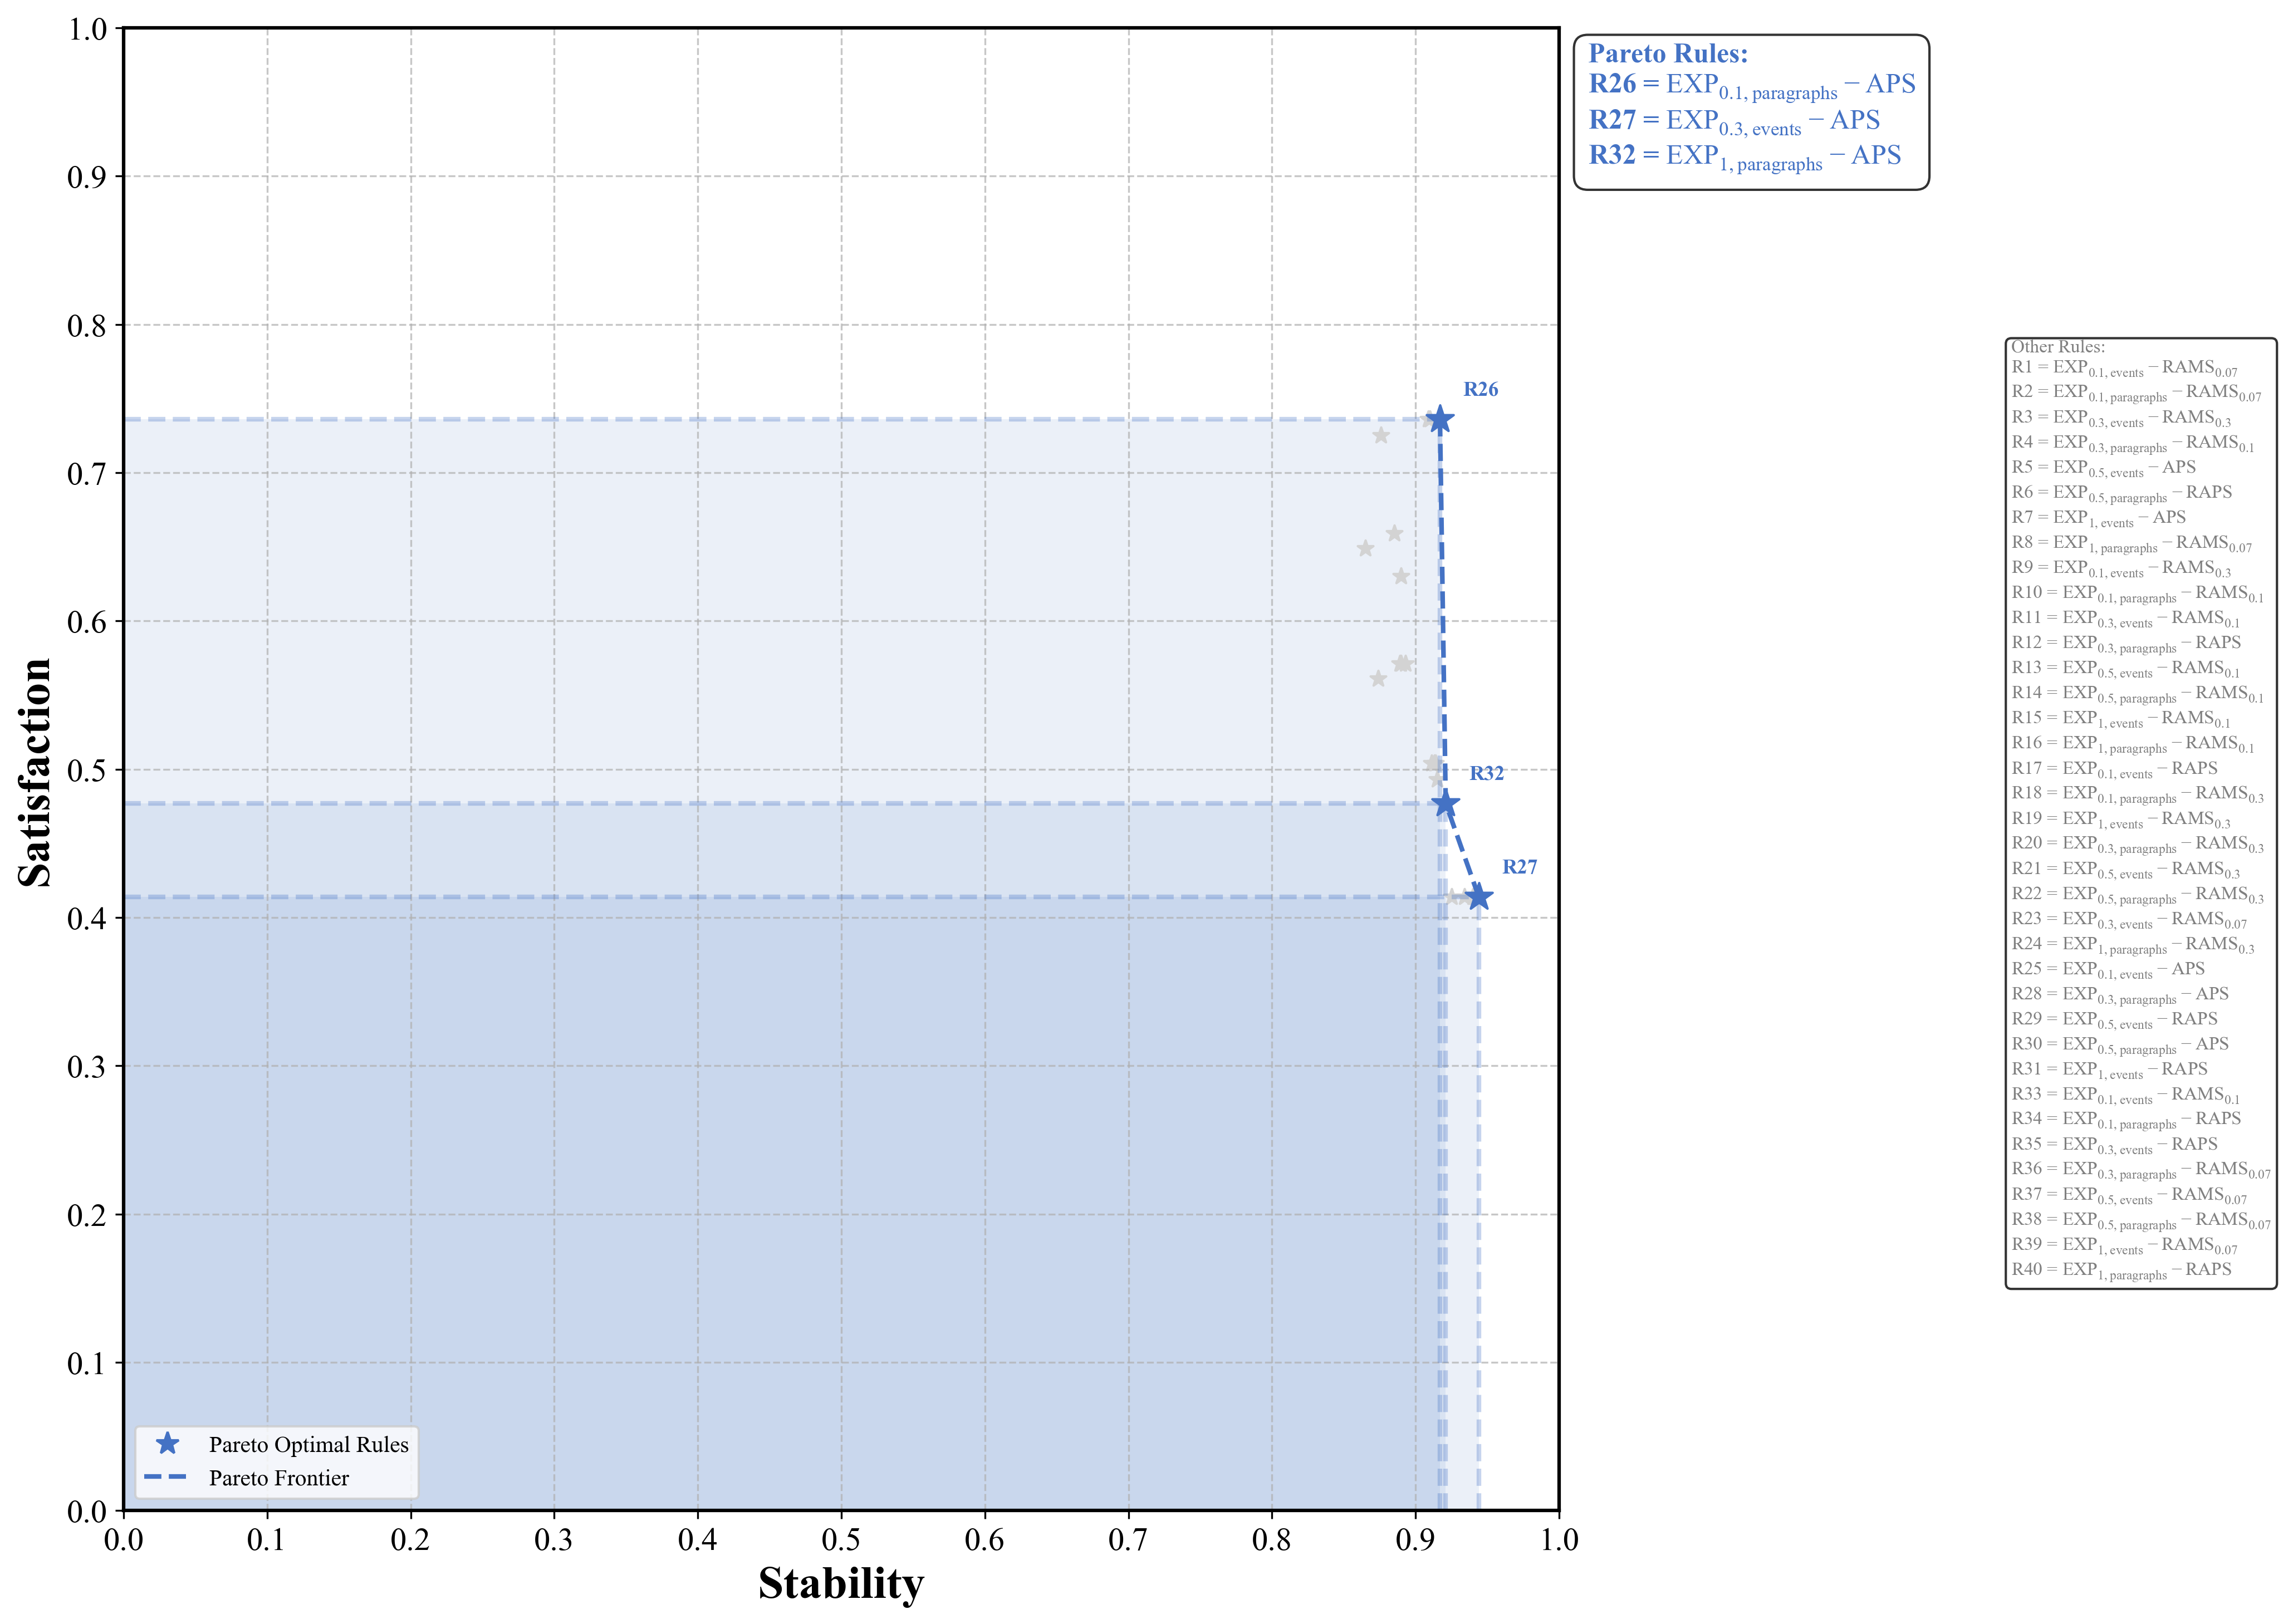 1.0
0.9
0.8
0.7
0.6
0.5
0.4
0.3
0.2
0.1
0.0
Satisfaction
0.0 0.1 0.2 0.3 0.4 0.5 0.6 0.7 0.8 0.9 1.0
Stability
R26
R32
R27
Pareto Optimal Rules
Pareto Frontier
Pareto Rules:
R26 = EXP0.1, paragraphs − APS
R27 = EXP0.3, events − APS
R32 = EXP1, paragraphs − APS
Other Rules:
R1 = EXP0.1, events − RAMS0.07
R2 = EXP0.1, paragraphs − RAMS0.07
R3 = EXP0.3, events − RAMS0.3
R4 = EXP0.3, paragraphs − RAMS0.1
R5 = EXP0.5, events − APS
R6 = EXP0.5, paragraphs − RAPS
R7 = EXP1, events − APS
R8 = EXP1, paragraphs − RAMS0.07
R9 = EXP0.1, events − RAMS0.3
R10 = EXP0.1, paragraphs − RAMS0.1
R11 = EXP0.3, events − RAMS0.1
R12 = EXP0.3, paragraphs − RAPS
R13 = EXP0.5, events − RAMS0.1
R14 = EXP0.5, paragraphs − RAMS0.1
R15 = EXP1, events − RAMS0.1
R16 = EXP1, paragraphs − RAMS0.1
R17 = EXP0.1, events − RAPS
R18 = EXP0.1, paragraphs − RAMS0.3
R19 = EXP1, events − RAMS0.3
R20 = EXP0.3, paragraphs − RAMS0.3
R21 = EXP0.5, events − RAMS0.3
R22 = EXP0.5, paragraphs − RAMS0.3
R23 = EXP0.3, events − RAMS0.07
R24 = EXP1, paragraphs − RAMS0.3
R25 = EXP0.1, events − APS
R28 = EXP0.3, paragraphs − APS
R29 = EXP0.5, events − RAPS
R30 = EXP0.5, paragraphs − APS
R31 = EXP1, events − RAPS
R33 = EXP0.1, events − RAMS0.1
R34 = EXP0.1, paragraphs − RAPS
R35 = EXP0.3, events − RAPS
R36 = EXP0.3, paragraphs − RAMS0.07
R37 = EXP0.5, events − RAMS0.07
R38 = EXP0.5, paragraphs − RAMS0.07
R39 = EXP1, events − RAMS0.07
R40 = EXP1, paragraphs − RAPS